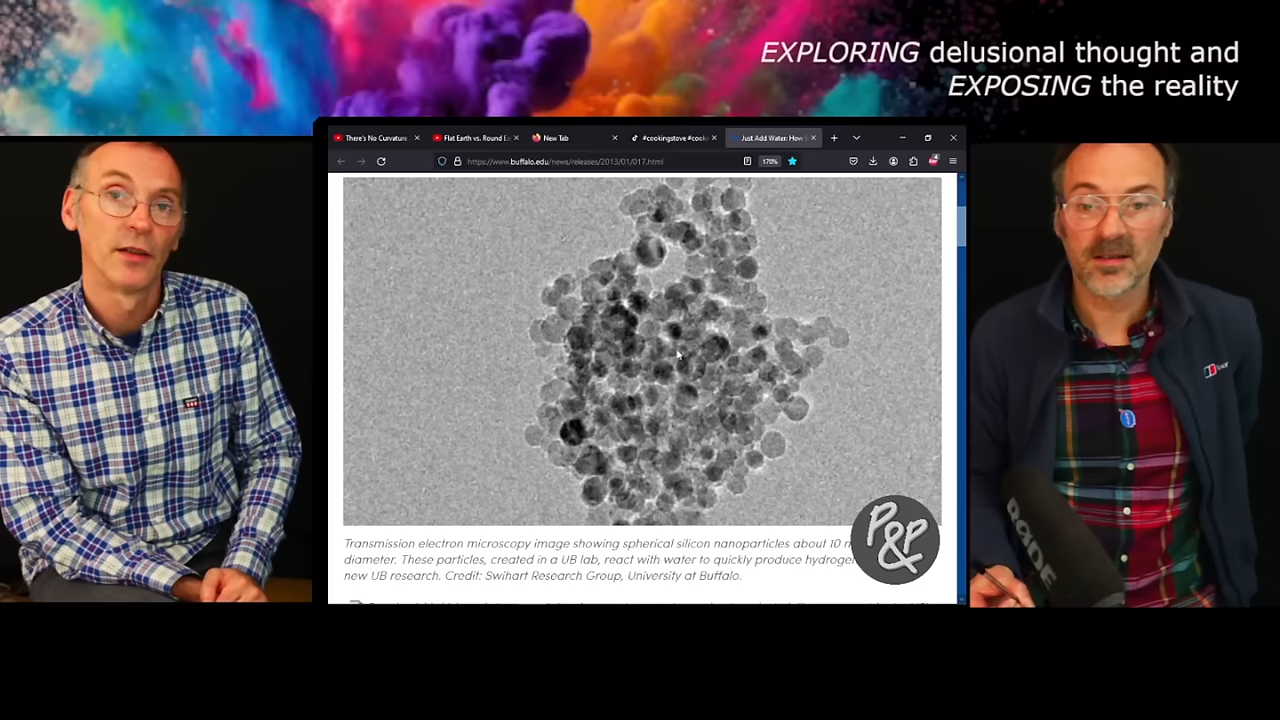 EXPLORING delusional thought and
EXPOSING the reality
There's No Curvature
Flat Earth vs. Round Ea
New Tab
#cookingstove #cooki
Just Add Water: How S
https://www.buffalo.edu/news/releases/2013/01/017.html
170%
Transmission electron microscopy image showing spherical silicon nanoparticles about 10 n
diameter. These particles, created in a UB lab, react with water to quickly produce hydrogen
new UB research. Credit: Swihart Research Group, University at Buffalo.
P&P
RODE